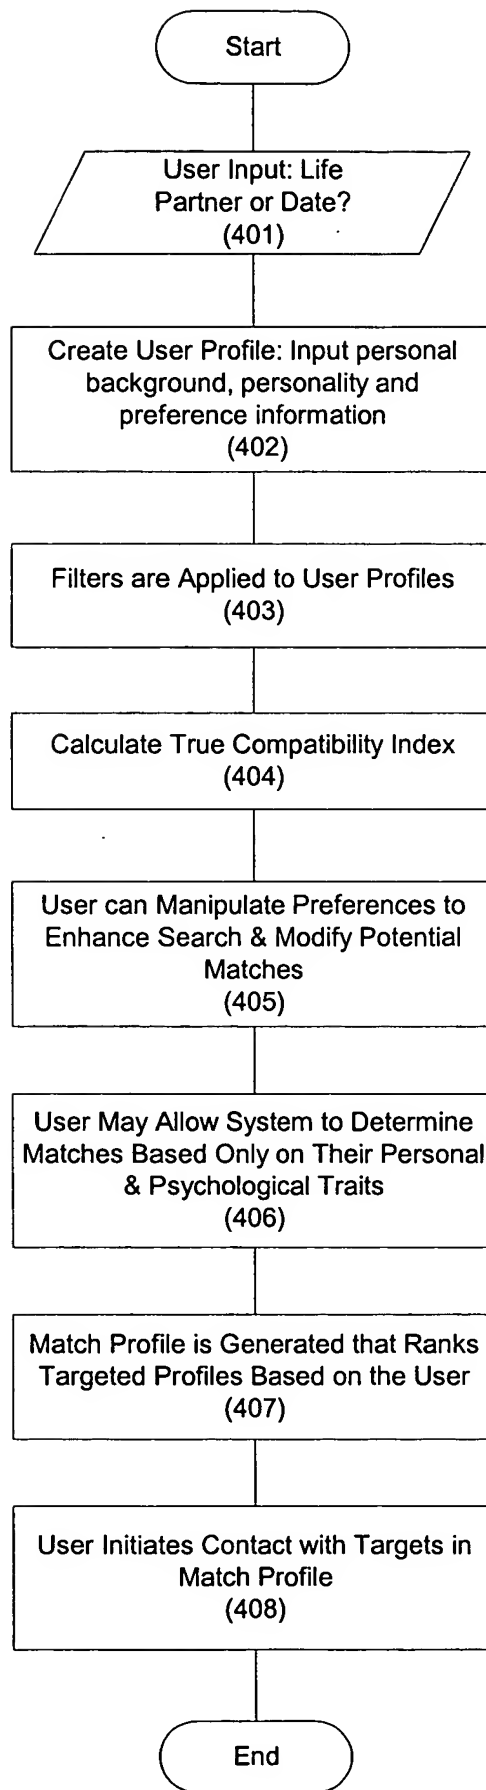 Start
User Input: Life
Partner or Date?
(401)
Create User Profile: Input personal
background, personality and
preference information
(402)
Filters are Applied to User Profiles
(403)
Calculate True Compatibility Index
(404)
User can Manipulate Preferences to
Enhance Search & Modify Potential
Matches
(405)
User May Allow System to Determine
Matches Based Only on Their Personal
& Psychological Traits
(406)
Match Profile is Generated that Ranks
Targeted Profiles Based on the User
(407)
User Initiates Contact with Targets in
Match Profile
(408)
End